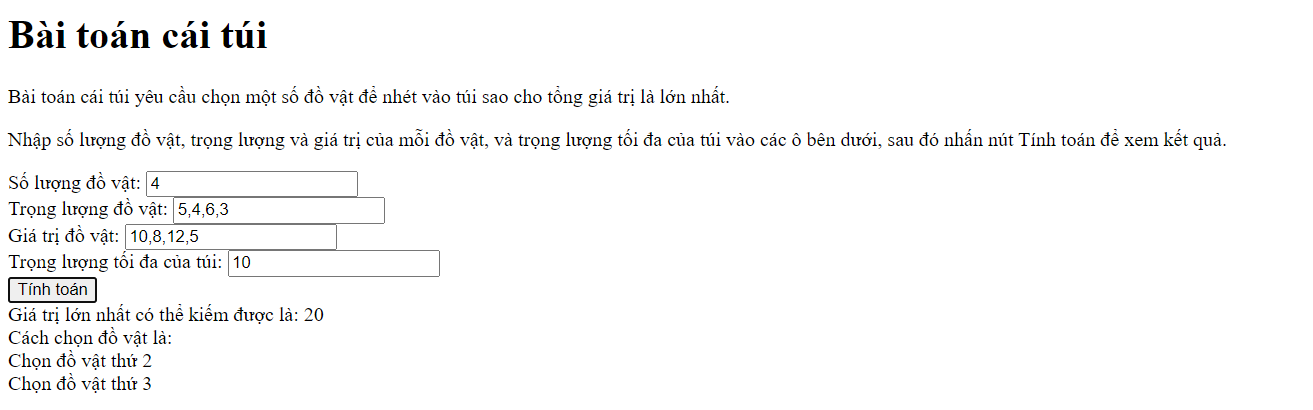 Bài toán cái túi
Bài toán cái túi yêu cầu chọn một số đồ vật để nhét vào túi sao cho tổng giá trị là lớn nhất.
Nhập số lượng đồ vật, trọng lượng và giá trị của mỗi đồ vật, và trọng lượng tối đa của túi vào các ô bên dưới, sau đó nhấn nút Tính toán để xem kết quả.
Số lượng đồ vật: 4
Trọng lượng đồ vật: 5,4,6,3
Giá trị đồ vật: 10,8,12,5
Trọng lượng tối đa của túi: 10
Tính toán
Giá trị lớn nhất có thể kiếm được là: 20
Cách chọn đồ vật là:
Chọn đồ vật thứ 2
Chọn đồ vật thứ 3